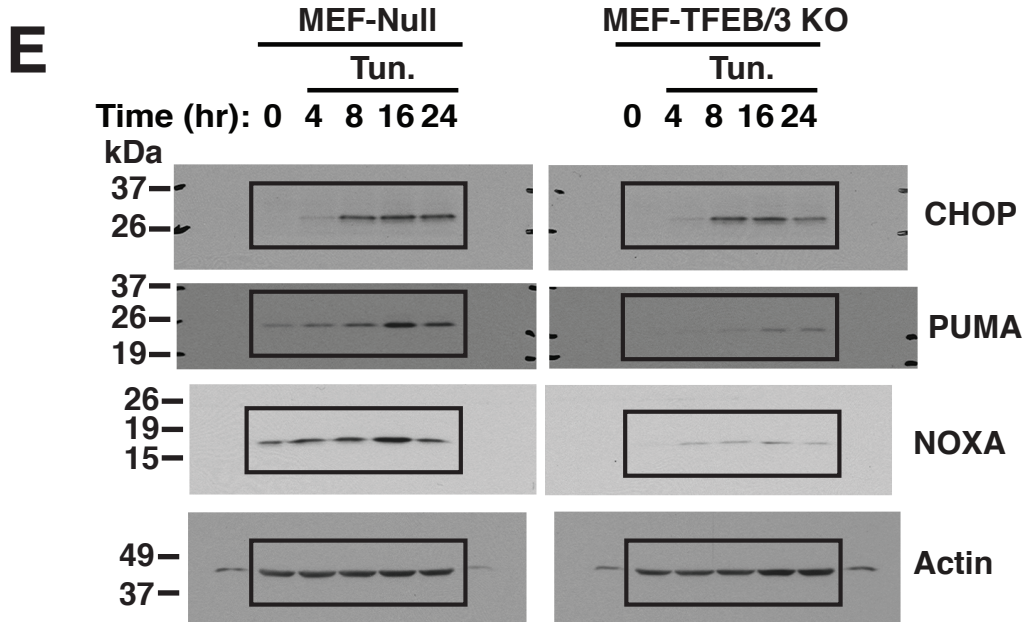 E
MEF-Null MEF-TFEB/3 KO
Tun. Tun.
Time (hr): 0 4 8 16 24 0 4 8 16 24
kDa
37
26
CHOP
37
26
19
PUMA
26
19
15
NOXA
49
37
Actin